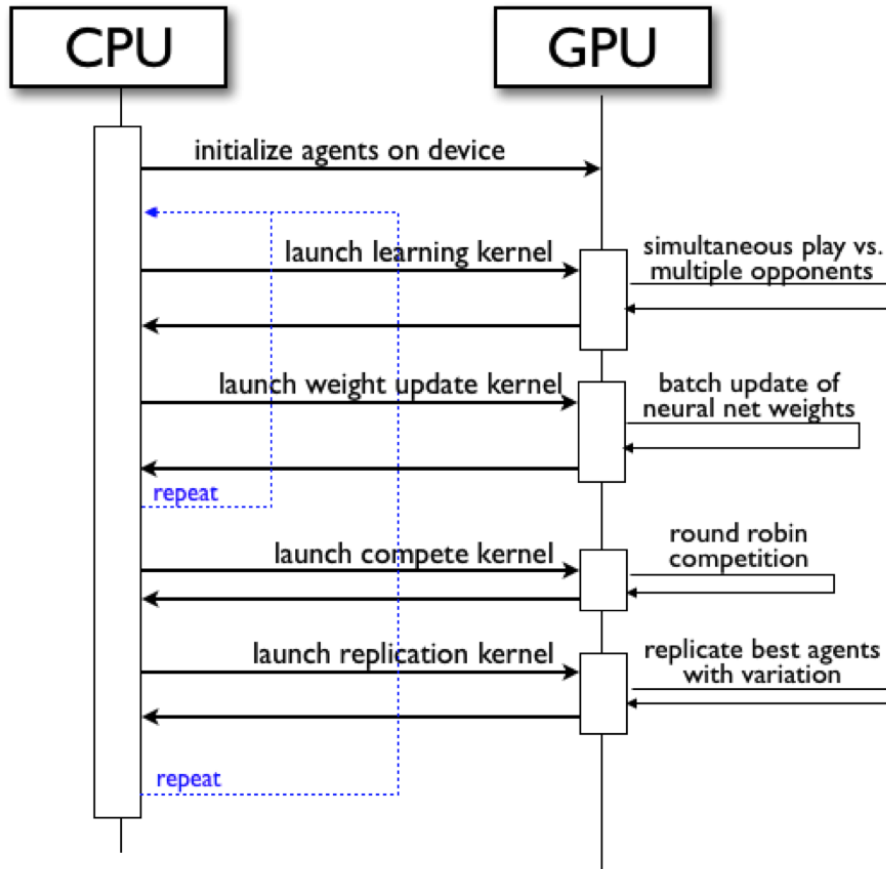 CPU
GPU
initialize agents on device
launch learning kernel
simultaneous play vs.
multiple opponents
launch weight update kernel
batch update of
neural net weights
repeat
launch compete kernel
round robin
competition
launch replication kernel
replicate best agents
with variation
repeat